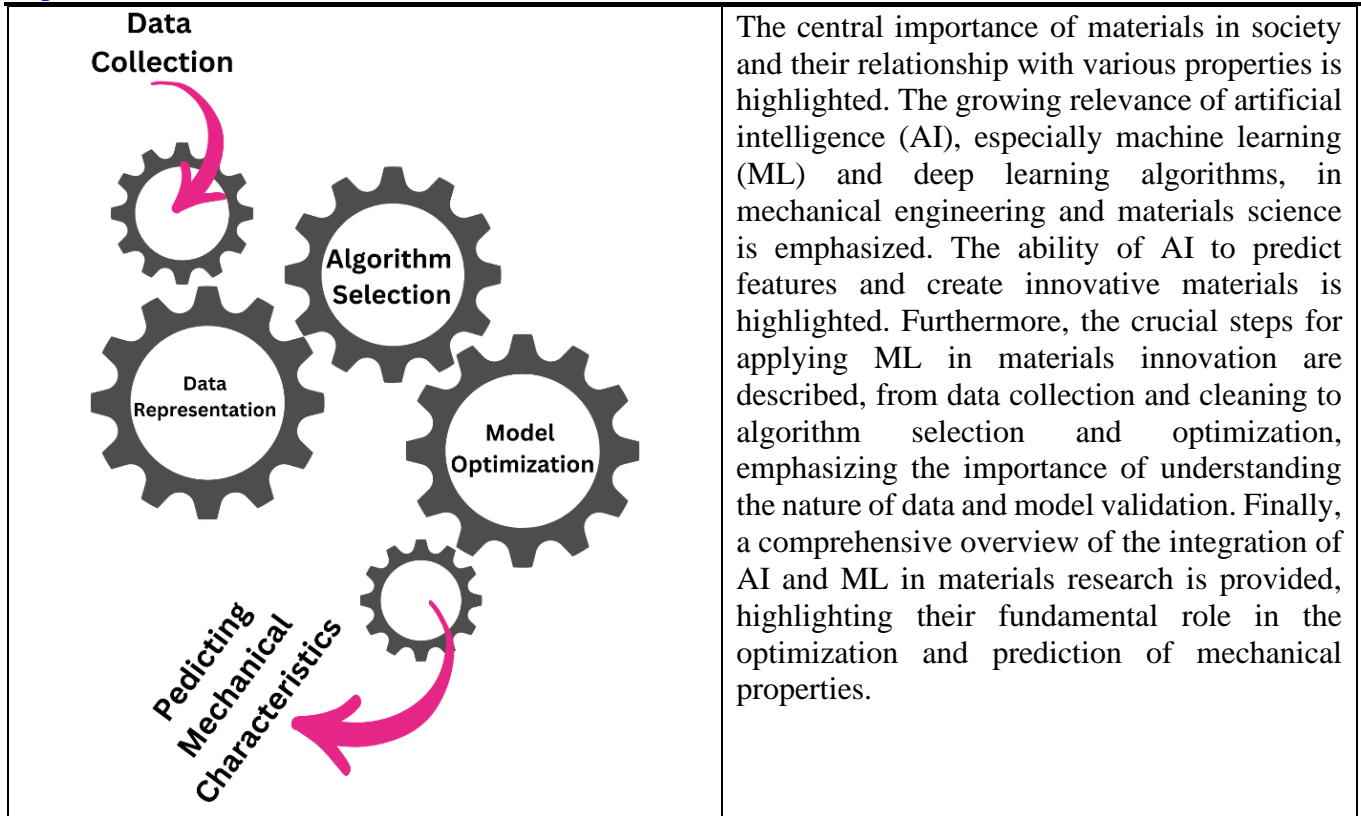 Data
Collection
Algorithm
Selection
Data
Representation
Model
Optimization
Pedicting
Mechanical
Characteristics
The central importance of materials in society
and their relationship with various properties is
highlighted. The growing relevance of artificial
intelligence (AI), especially machine learning
(ML) and deep learning algorithms, in
mechanical engineering and materials science
is emphasized. The ability of AI to predict
features and create innovative materials is
highlighted. Furthermore, the crucial steps for
applying ML in materials innovation are
described, from data collection and cleaning to
algorithm selection and optimization,
emphasizing the importance of understanding
the nature of data and model validation. Finally,
a comprehensive overview of the integration of
AI and ML in materials research is provided,
highlighting their fundamental role in the
optimization and prediction of mechanical
properties.